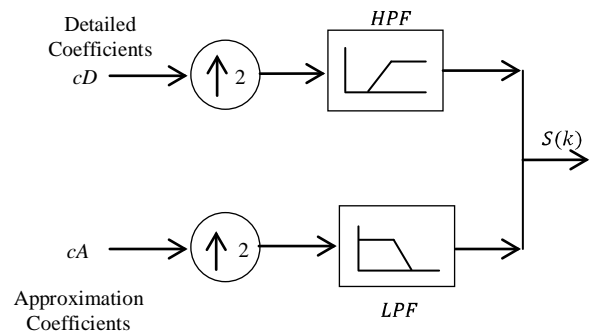 Detailed
Coefficients
cD
↑ 2
HPF
S(k)
cA
↑ 2
LPF
Approximation
Coefficients